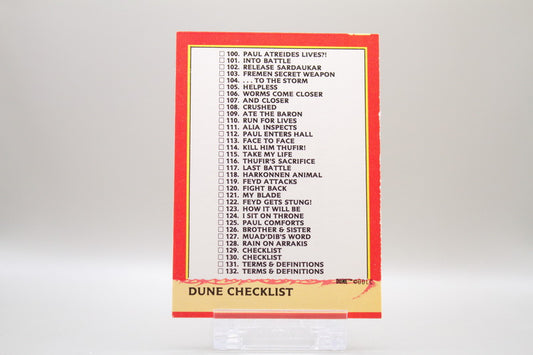 100. PAUL ATREIDES LIVES?!
101. INTO BATTLE
102. RELEASE SARDAUKAR
103. FREMEN SECRET WEAPON
104. . . . TO THE STORM
105. HELPLESS
106. WORMS COME CLOSER
107. AND CLOSER
108. CRUSHED
109. ATE THE BARON
110. RUN FOR LIVES
111. ALIA INSPECTS
112. PAUL ENTERS HALL
113. FACE TO FACE
114. KILL HIM THUFIR!
115. TAKE MY LIFE
116. THUFIR'S SACRIFICE
117. LAST BATTLE
118. HARKONNEN ANIMAL
119. FEYD ATTACKS
120. FIGHT BACK
121. MY BLADE
122. FEYD GETS STUNG!
123. HOW IT WILL BE
124. I SIT ON THRONE
125. PAUL COMFORTS
126. BROTHER & SISTER
127. MUAD'DIB'S WORD
128. RAIN ON ARRAKIS
129. CHECKLIST
130. CHECKLIST
131. TERMS & DEFINITIONS
132. TERMS & DEFINITIONS
DUNE
DUNE CHECKLIST